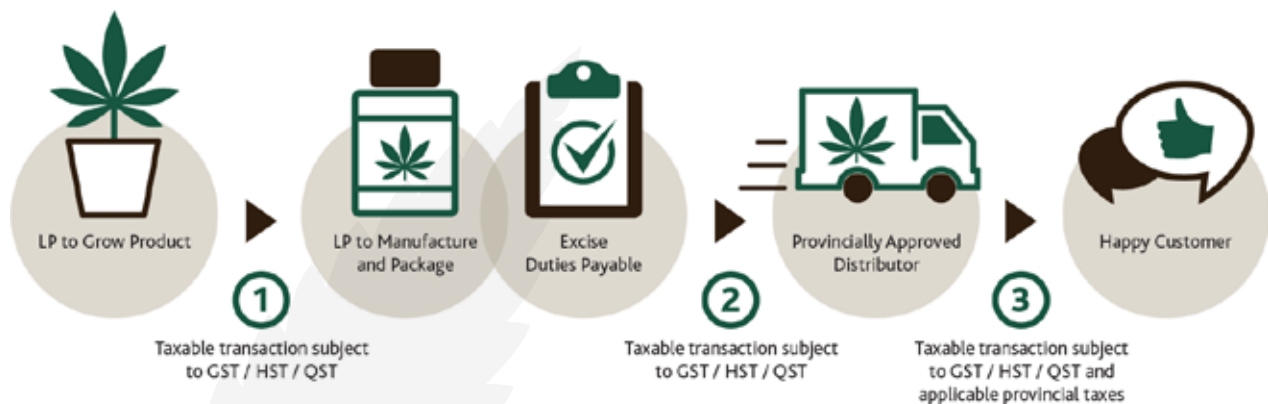 LP to Grow Product
LP to Manufacture
and Package
Excise
Duties Payable
Provincially Approved
Distributor
Happy Customer
1
Taxable transaction subject
to GST / HST / QST
2
Taxable transaction subject
to GST / HST / QST
3
Taxable transaction subject
to GST / HST / QST and
applicable provincial taxes